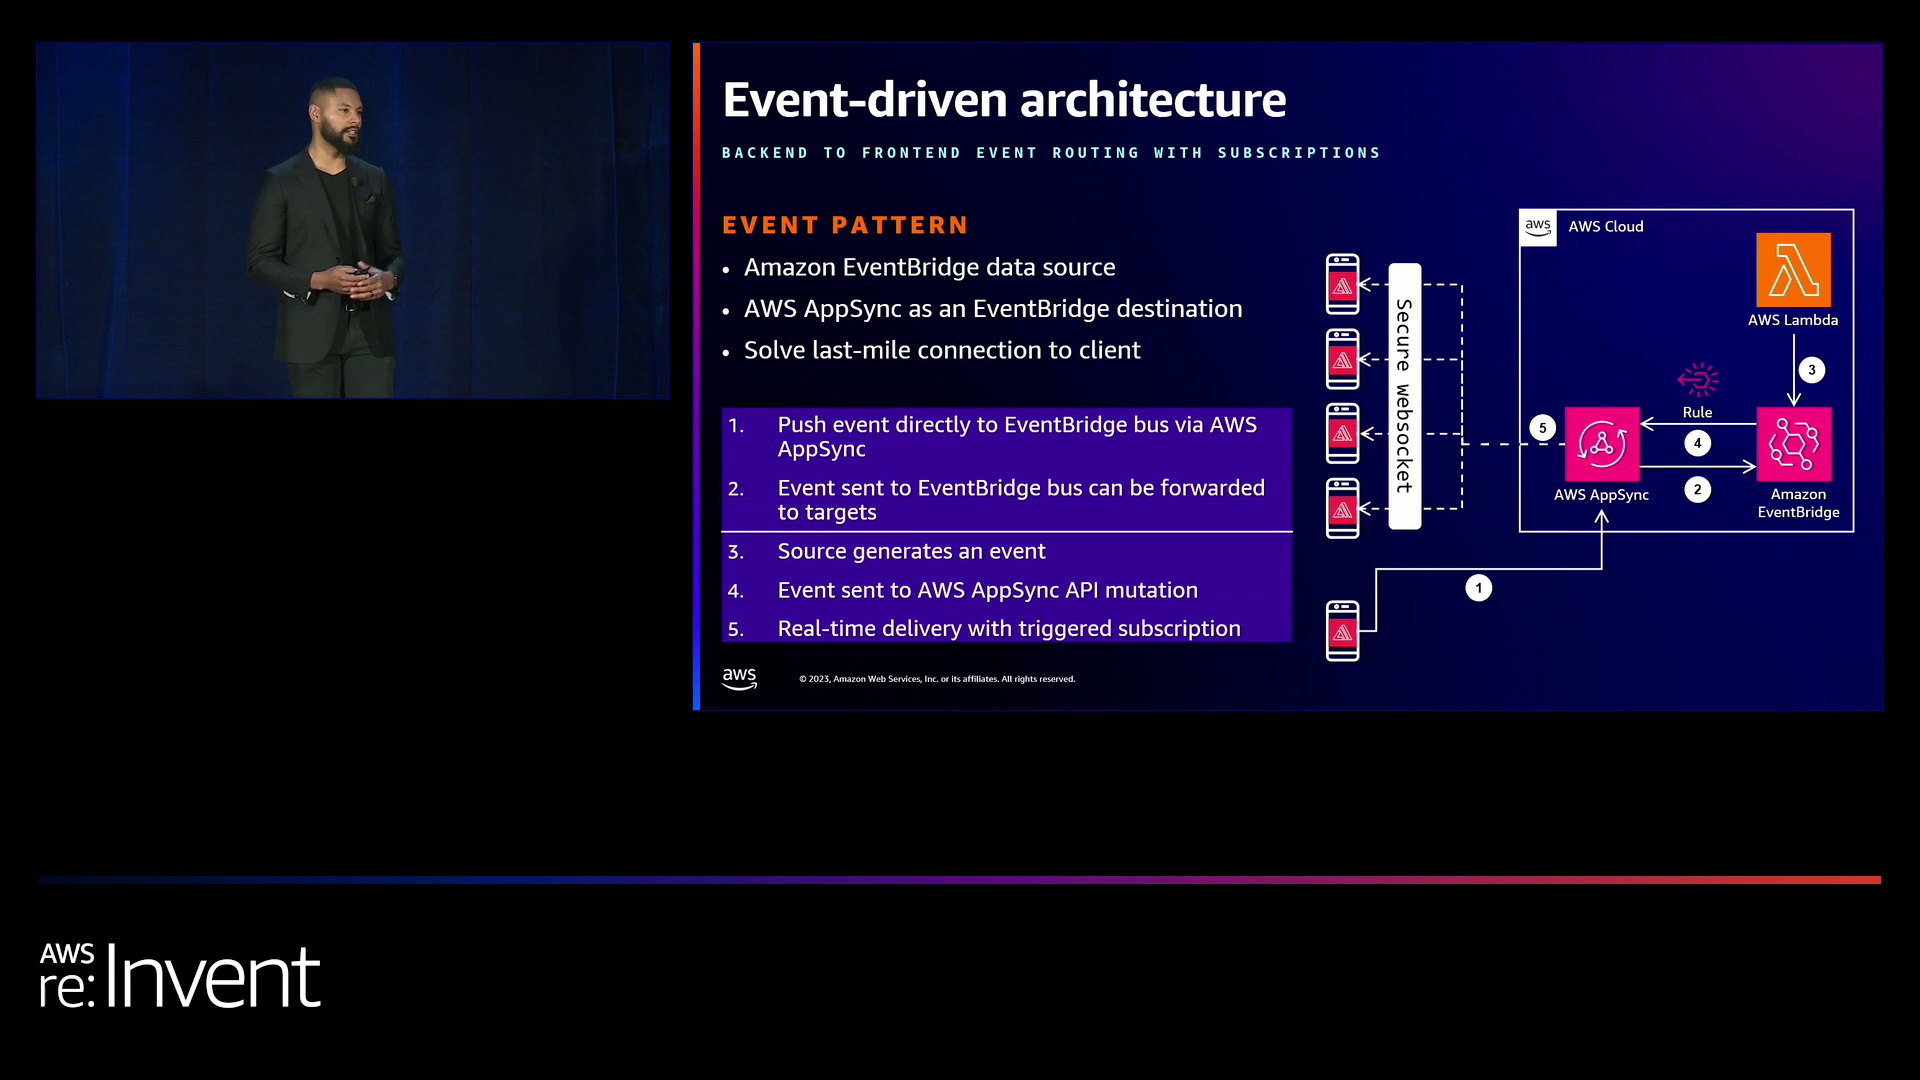 Event-driven architecture
BACKEND TO FRONTEND EVENT ROUTING WITH SUBSCRIPTIONS
EVENT PATTERN
• Amazon EventBridge data source
• AWS AppSync as an EventBridge destination
• Solve last-mile connection to client
1. Push event directly to EventBridge bus via AWS
AppSync
2. Event sent to EventBridge bus can be forwarded
to targets
3. Source generates an event
4. Event sent to AWS AppSync API mutation
5. Real-time delivery with triggered subscription
aws
© 2023, Amazon Web Services, Inc. or its affiliates. All rights reserved.
Secure websocket
aws
AWS Cloud
AWS Lambda
3
Rule
4
5
2
AWS AppSync
Amazon
EventBridge
1
AWS
re:Invent